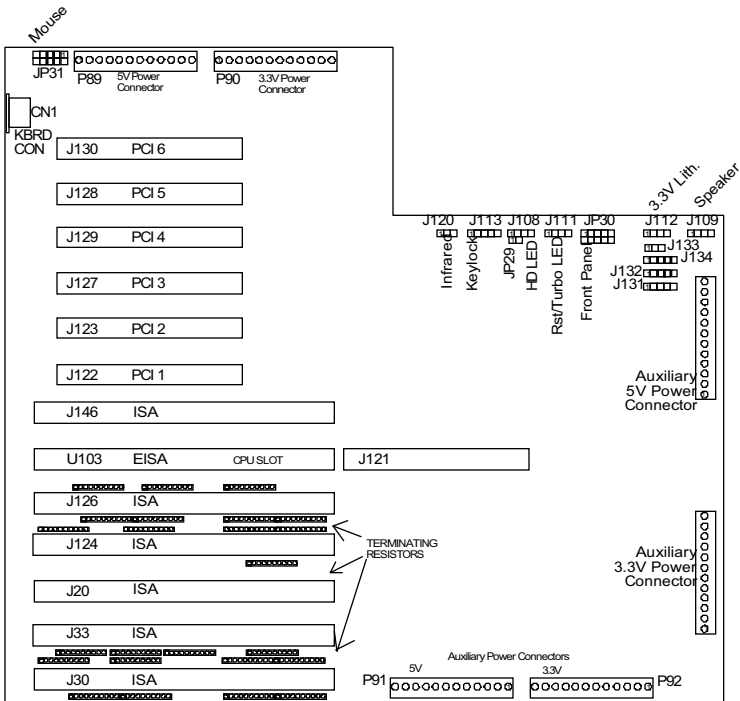 Mouse
JP31
P89
5V Power
Connector
P90
3.3V Power
Connector
CN1
KBRD
CON
J130 PCI 6
J128 PCI 5
J129 PCI 4
J127 PCI 3
J123 PCI 2
J122 PCI 1
J146 ISA
U103 EISA CPU SLOT
J121
J126 ISA
J124 ISA
TERMINATING
RESISTORS
J20 ISA
J33 ISA
J30 ISA
3.3V Lith.
Speaker
J120 J113 J108 J111 JP30 J112 J109
J133
J134
J132
J131
Infrared
Keylock
JP29
HD LED
Rst/Turbo LED
Front Panel
Auxiliary
5V Power
Connector
Auxiliary
3.3V Power
Connector
Auxiliary Power Connectors
P91
5V
3.3V
P92